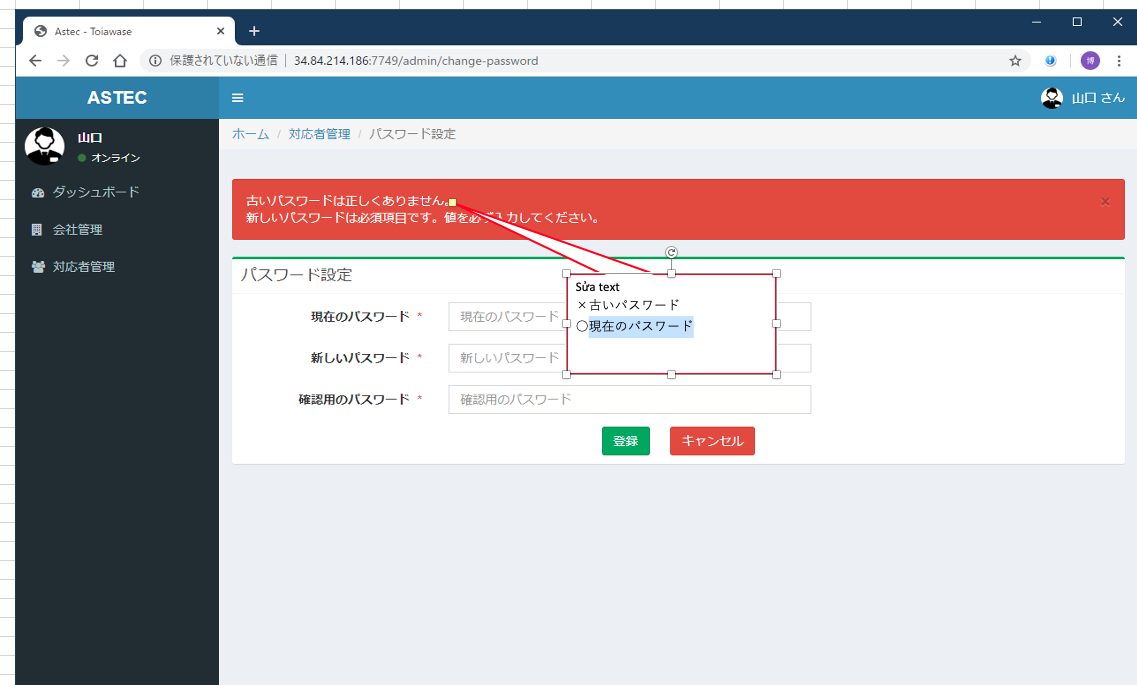 Astec - Toiawase
保護されていない通信 | 34.84.214.186:7749/admin/change-password
博
ASTEC
山口 さん
山口
オンライン
ホーム / 対応者管理 / パスワード設定
ダッシュボード
会社管理
対応者管理
古いパスワードは正しくありません。
新しいパスワードは必須項目です。値を必ず入力してください。
×
パスワード設定
Sửa text
×古いパスワード
〇現在のパスワード
現在のパスワード *
現在のパスワード
新しいパスワード *
新しいパスワード
確認用のパスワード *
確認用のパスワード
登録
キャンセル